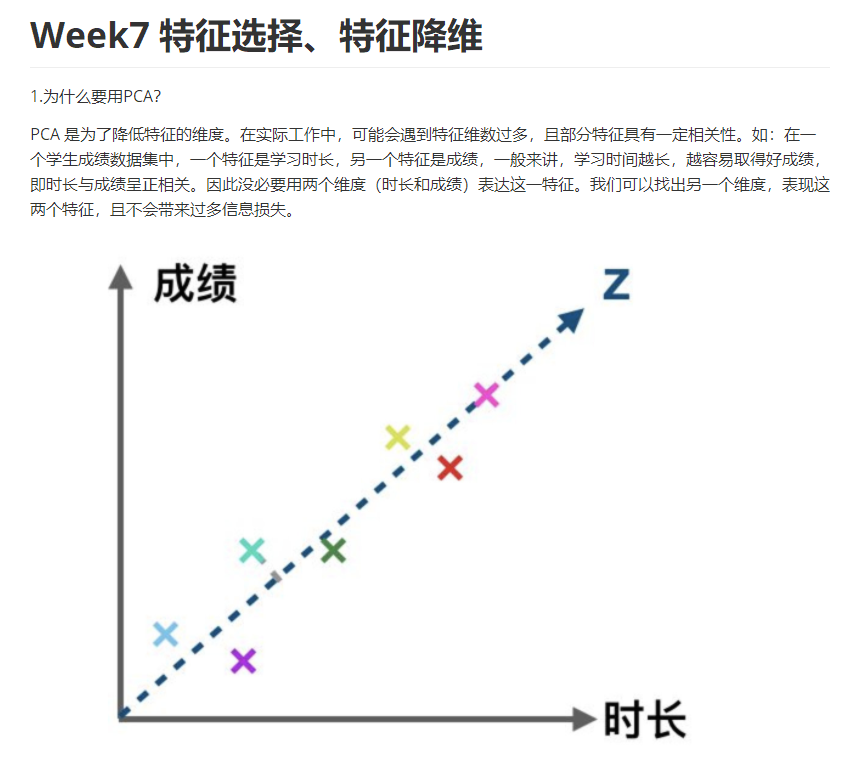 Week7 特征选择、特征降维
1.为什么要用PCA?
PCA 是为了降低特征的维度。在实际工作中，可能会遇到特征维数过多，且部分特征具有一定相关性。如：在一
个学生成绩数据集中，一个特征是学习时长，另一个特征是成绩，一般来讲，学习时间越长，越容易取得好成绩，
即时长与成绩呈正相关。因此没必要用两个维度（时长和成绩）表达这一特征。我们可以找出另一个维度，表现这
两个特征，且不会带来过多信息损失。
成绩
Z
时长